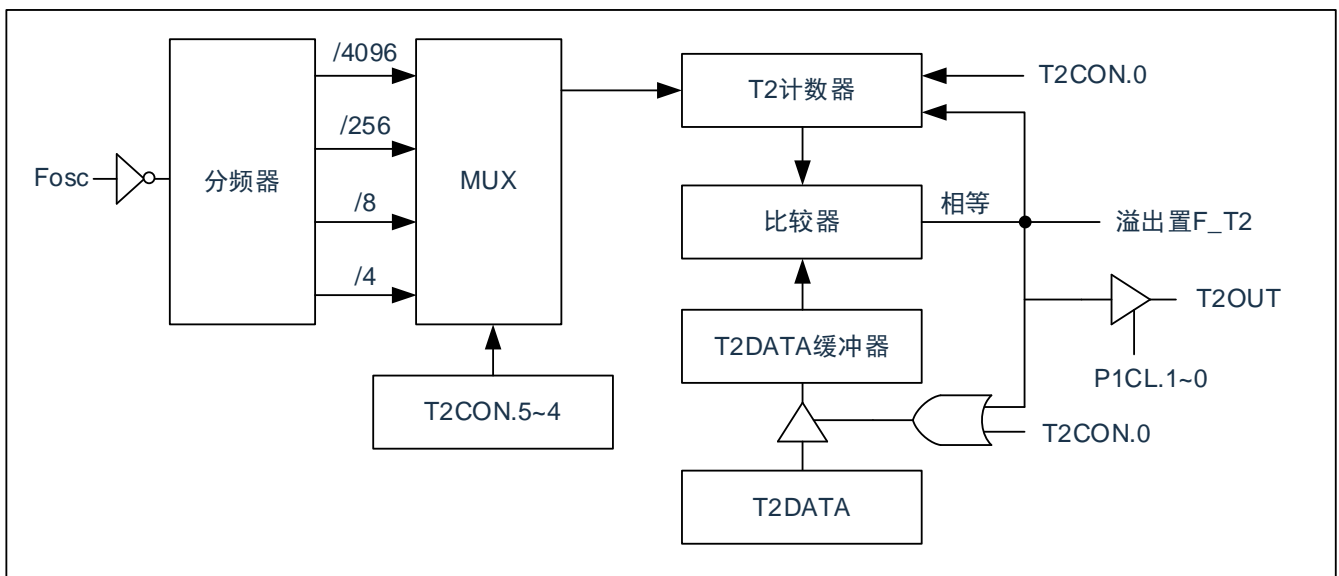 Fosc
分频器
/4096
/256
/8
/4
MUX
T2CON.5~4
T2计数器
T2CON.0
比较器
相等
溢出置F_T2
T2OUT
P1CL.1~0
T2DATA缓冲器
T2CON.0
T2DATA